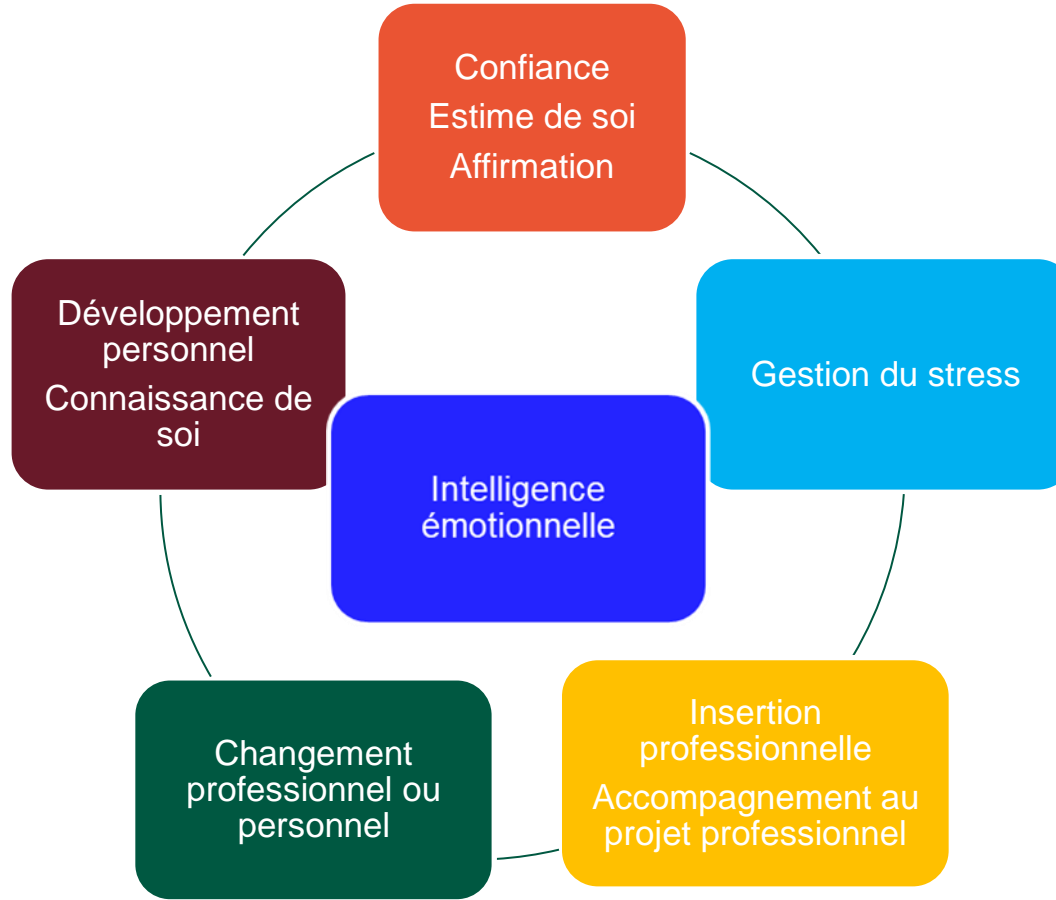 Confiance
Estime de soi
Affirmation
Développement
personnel
Connaissance de
soi
Gestion du stress
Intelligence
émotionnelle
Changement
professionnel ou
personnel
Insertion
professionnelle
Accompagnement au
projet professionnel